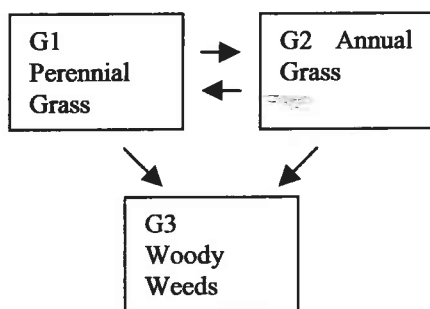 G1
Perennial
Grass
G2 Annual
Grass
G3
Woody
Weeds